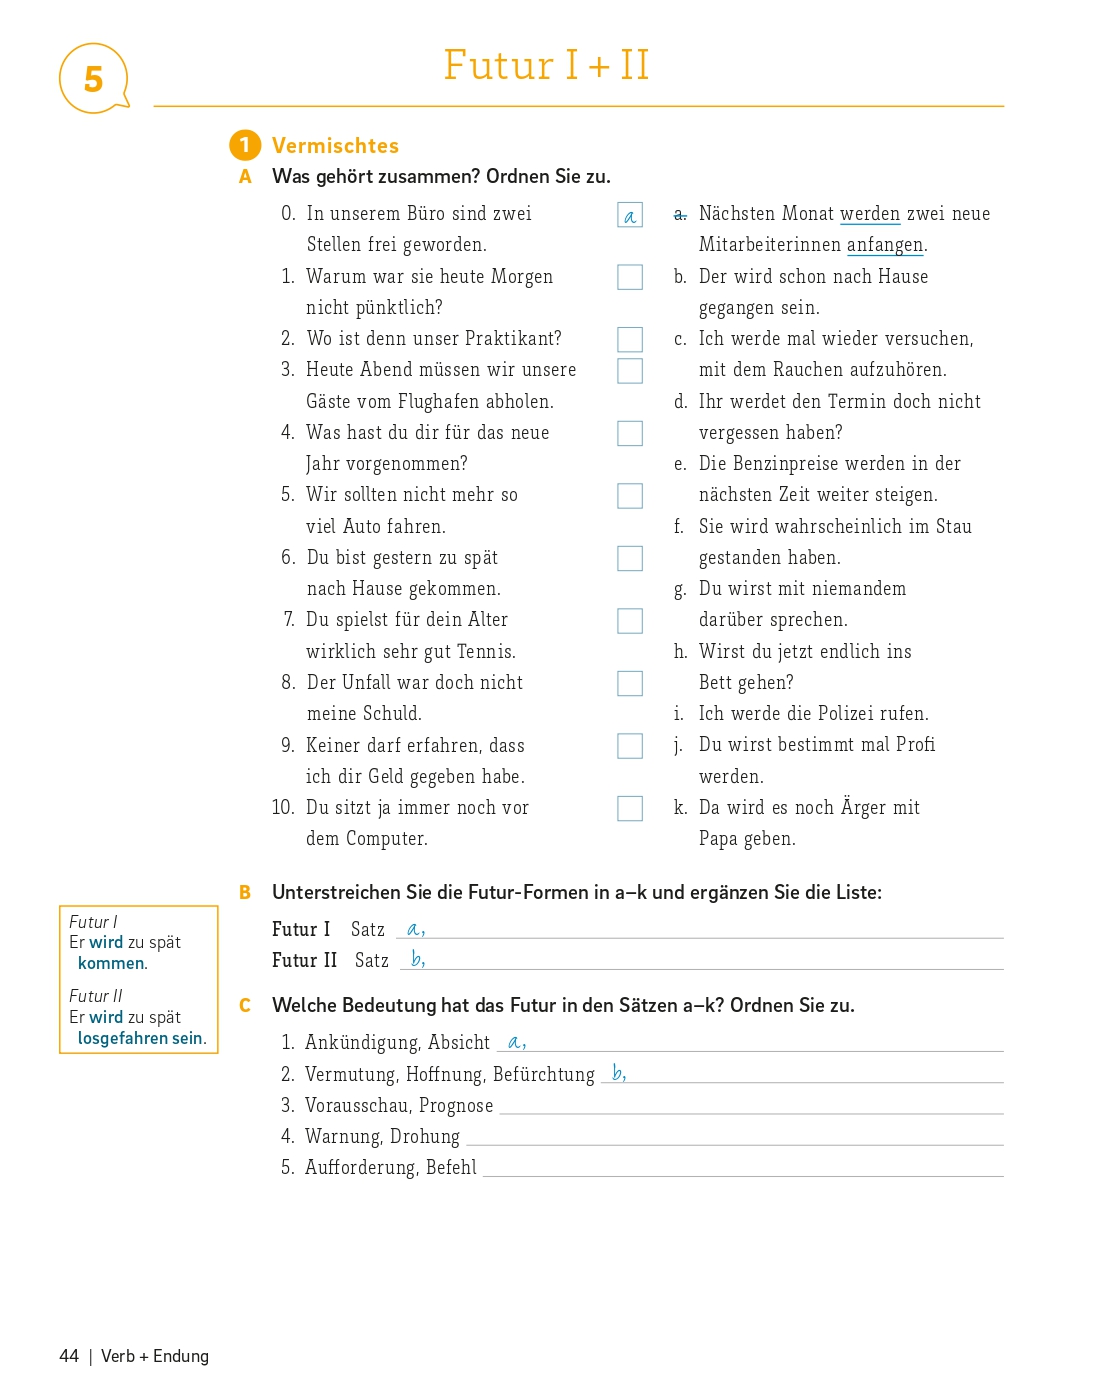 5
Futur I + II
1 Vermischtes
A Was gehört zusammen? Ordnen Sie zu.
0. In unserem Büro sind zwei
Stellen frei geworden.
1. Warum war sie heute Morgen
nicht pünktlich?
2. Wo ist denn unser Praktikant?
3. Heute Abend müssen wir unsere
Gäste vom Flughafen abholen.
4. Was hast du dir für das neue
Jahr vorgenommen?
5. Wir sollten nicht mehr so
viel Auto fahren.
6. Du bist gestern zu spät
nach Hause gekommen.
7. Du spielst für dein Alter
wirklich sehr gut Tennis.
8. Der Unfall war doch nicht
meine Schuld.
9. Keiner darf erfahren, dass
ich dir Geld gegeben habe.
10. Du sitzt ja immer noch vor
dem Computer.
a
a. Nächsten Monat werden zwei neue
Mitarbeiterinnen anfangen.
b. Der wird schon nach Hause
gegangen sein.
c. Ich werde mal wieder versuchen,
mit dem Rauchen aufzuhören.
d. Ihr werdet den Termin doch nicht
vergessen haben?
e. Die Benzinpreise werden in der
nächsten Zeit weiter steigen.
f. Sie wird wahrscheinlich im Stau
gestanden haben.
g. Du wirst mit niemandem
darüber sprechen.
h. Wirst du jetzt endlich ins
Bett gehen?
i. Ich werde die Polizei rufen.
j. Du wirst bestimmt mal Profi
werden.
k. Da wird es noch Ärger mit
Papa geben.
B Unterstreichen Sie die Futur-Formen in a–k und ergänzen Sie die Liste:
Futur I Satz a,
Futur II Satz b,
Futur I
Er wird zu spät
kommen.
Futur II
Er wird zu spät
losgefahren sein.
C Welche Bedeutung hat das Futur in den Sätzen a–k? Ordnen Sie zu.
1. Ankündigung, Absicht a,
2. Vermutung, Hoffnung, Befürchtung b,
3. Vorausschau, Prognose
4. Warnung, Drohung
5. Aufforderung, Befehl
44 | Verb + Endung